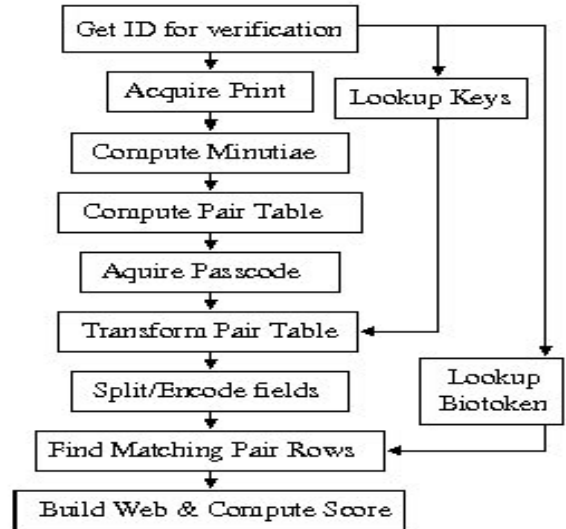 Get ID for verification
Acquire Print
Lookup Keys
Compute Minutiae
Compute Pair Table
Aquire Passcode
Transform Pair Table
Split/Encode fields
Lookup
Biotoken
Find Matching Pair Rows
Build Web & Compute Score